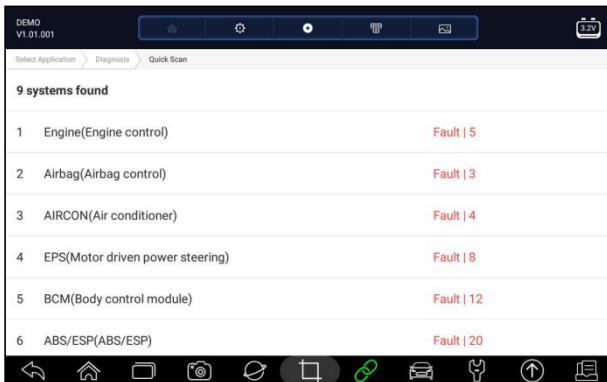 DEMO
V1.01.001
3.2V
Select Application Diagnosis Quick Scan
9 systems found
1 Engine(Engine control) Fault | 5
2 Airbag(Airbag control) Fault | 3
3 AIRCON(Air conditioner) Fault | 4
4 EPS(Motor driven power steering) Fault | 8
5 BCM(Body control module) Fault | 12
6 ABS/ESP(ABS/ESP) Fault | 20